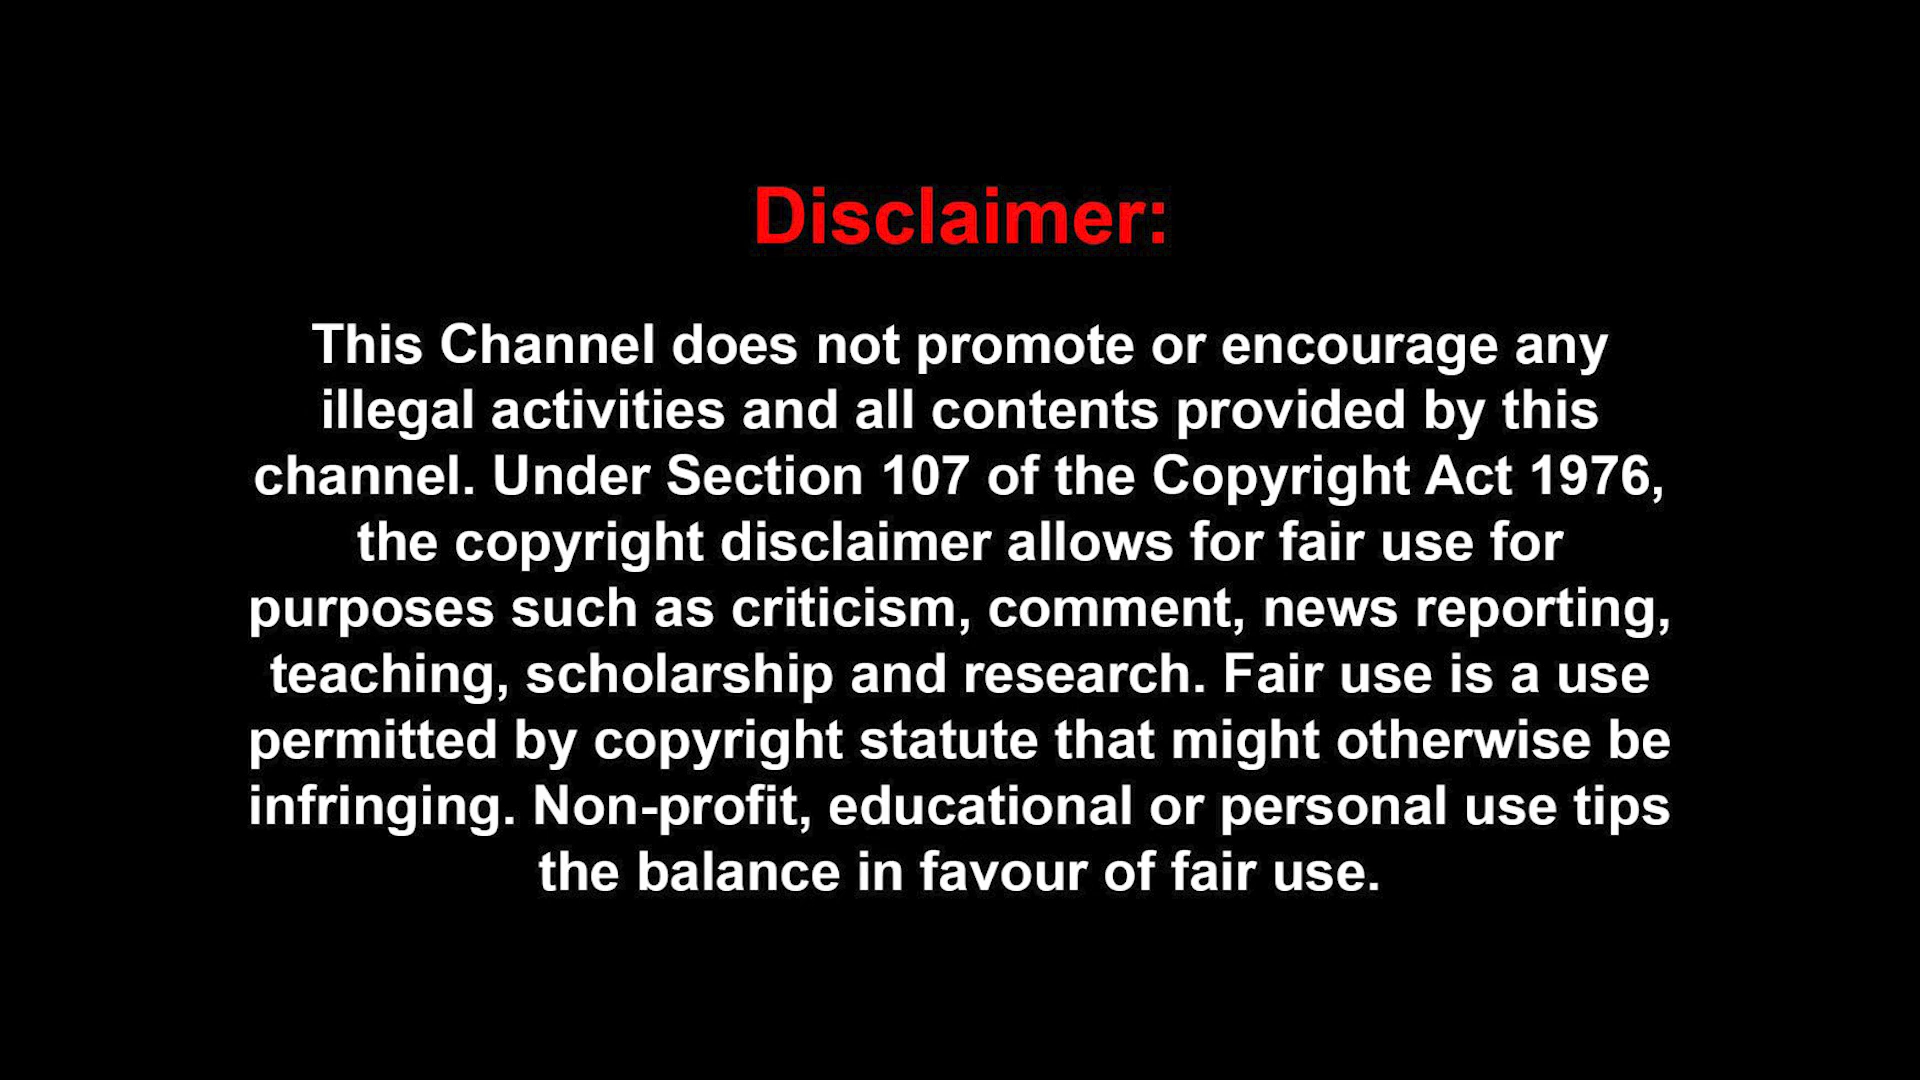 Disclaimer:
This Channel does not promote or encourage any
illegal activities and all contents provided by this
channel. Under Section 107 of the Copyright Act 1976,
the copyright disclaimer allows for fair use for
purposes such as criticism, comment, news reporting,
teaching, scholarship and research. Fair use is a use
permitted by copyright statute that might otherwise be
infringing. Non-profit, educational or personal use tips
the balance in favour of fair use.